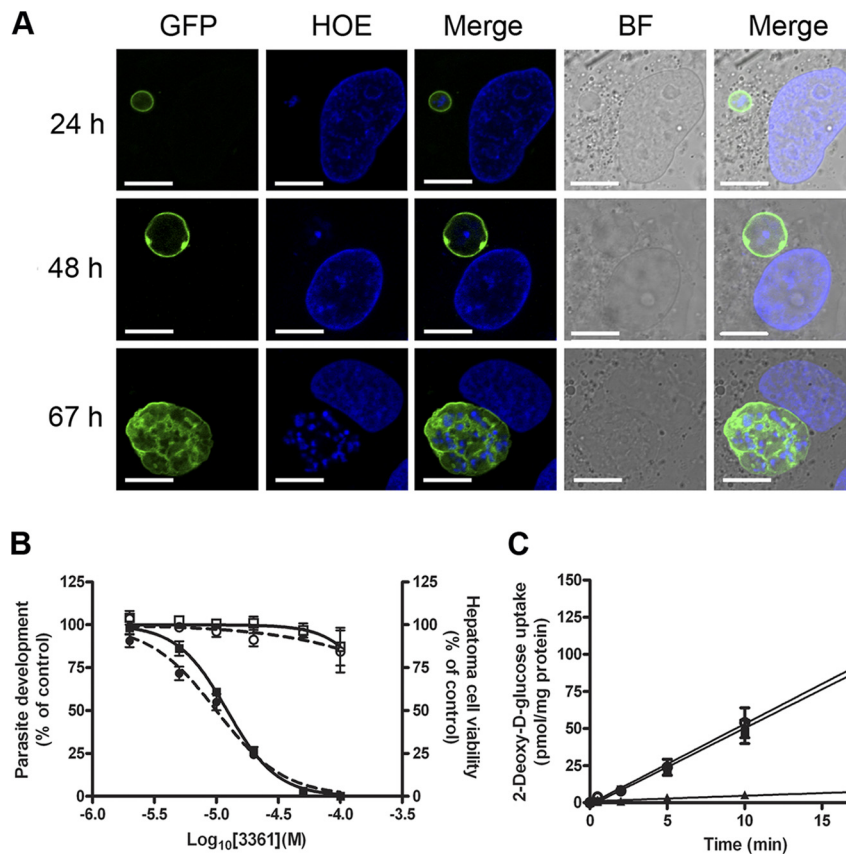 A
GFP HOE Merge BF
24 h
48 h
67 h
B
Parasite development
(% of control)
125
100
75
50
25
0
-6.0 -5.5 -5.0 -4.5 -4.0 -3.5
Log10[3361](M)
125
100
75
50
25
0
Hepatoma cell viability
(% of control)
C
2-Deoxy-D-glucose uptake
(pmol/mg protein)
150
125
100
75
50
25
0
0 5 10
Time (min)